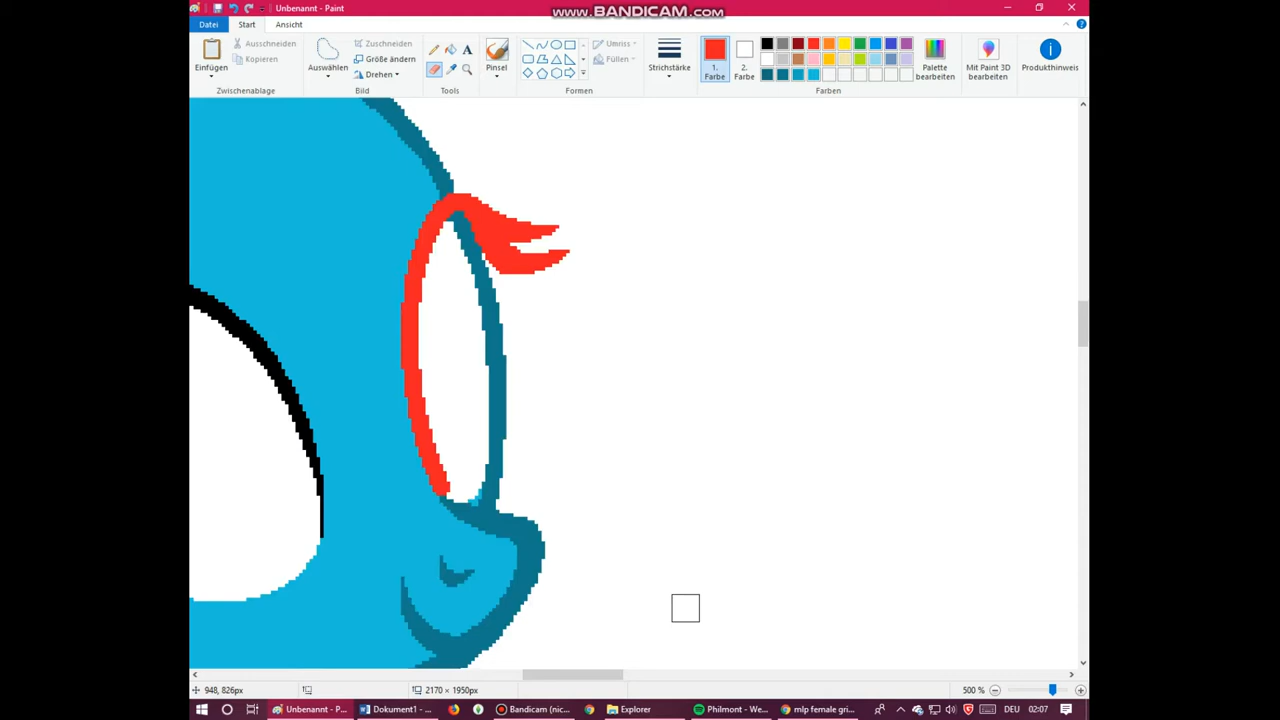 Unbenannt - Paint
www.BANDICAM.com
Datei
Start
Ansicht
Einfügen
Ausschneiden
Kopieren
Zwischenablage
Auswählen
Zuschneiden
Größe ändern
Drehen
Bild
A
Tools
Pinsel
Umriss
Füllen
Formen
Strichstärke
1.
Farbe
2.
Farbe
Farben
Palette
bearbeiten
Mit Paint 3D
bearbeiten
Produkthinweis
948, 826px
2170 × 1950px
500 %
Unbenannt - P...
Dokument1 - ...
Bandicam (nic...
Explorer
Philmont - We...
mlp female gri...
DEU
02:07